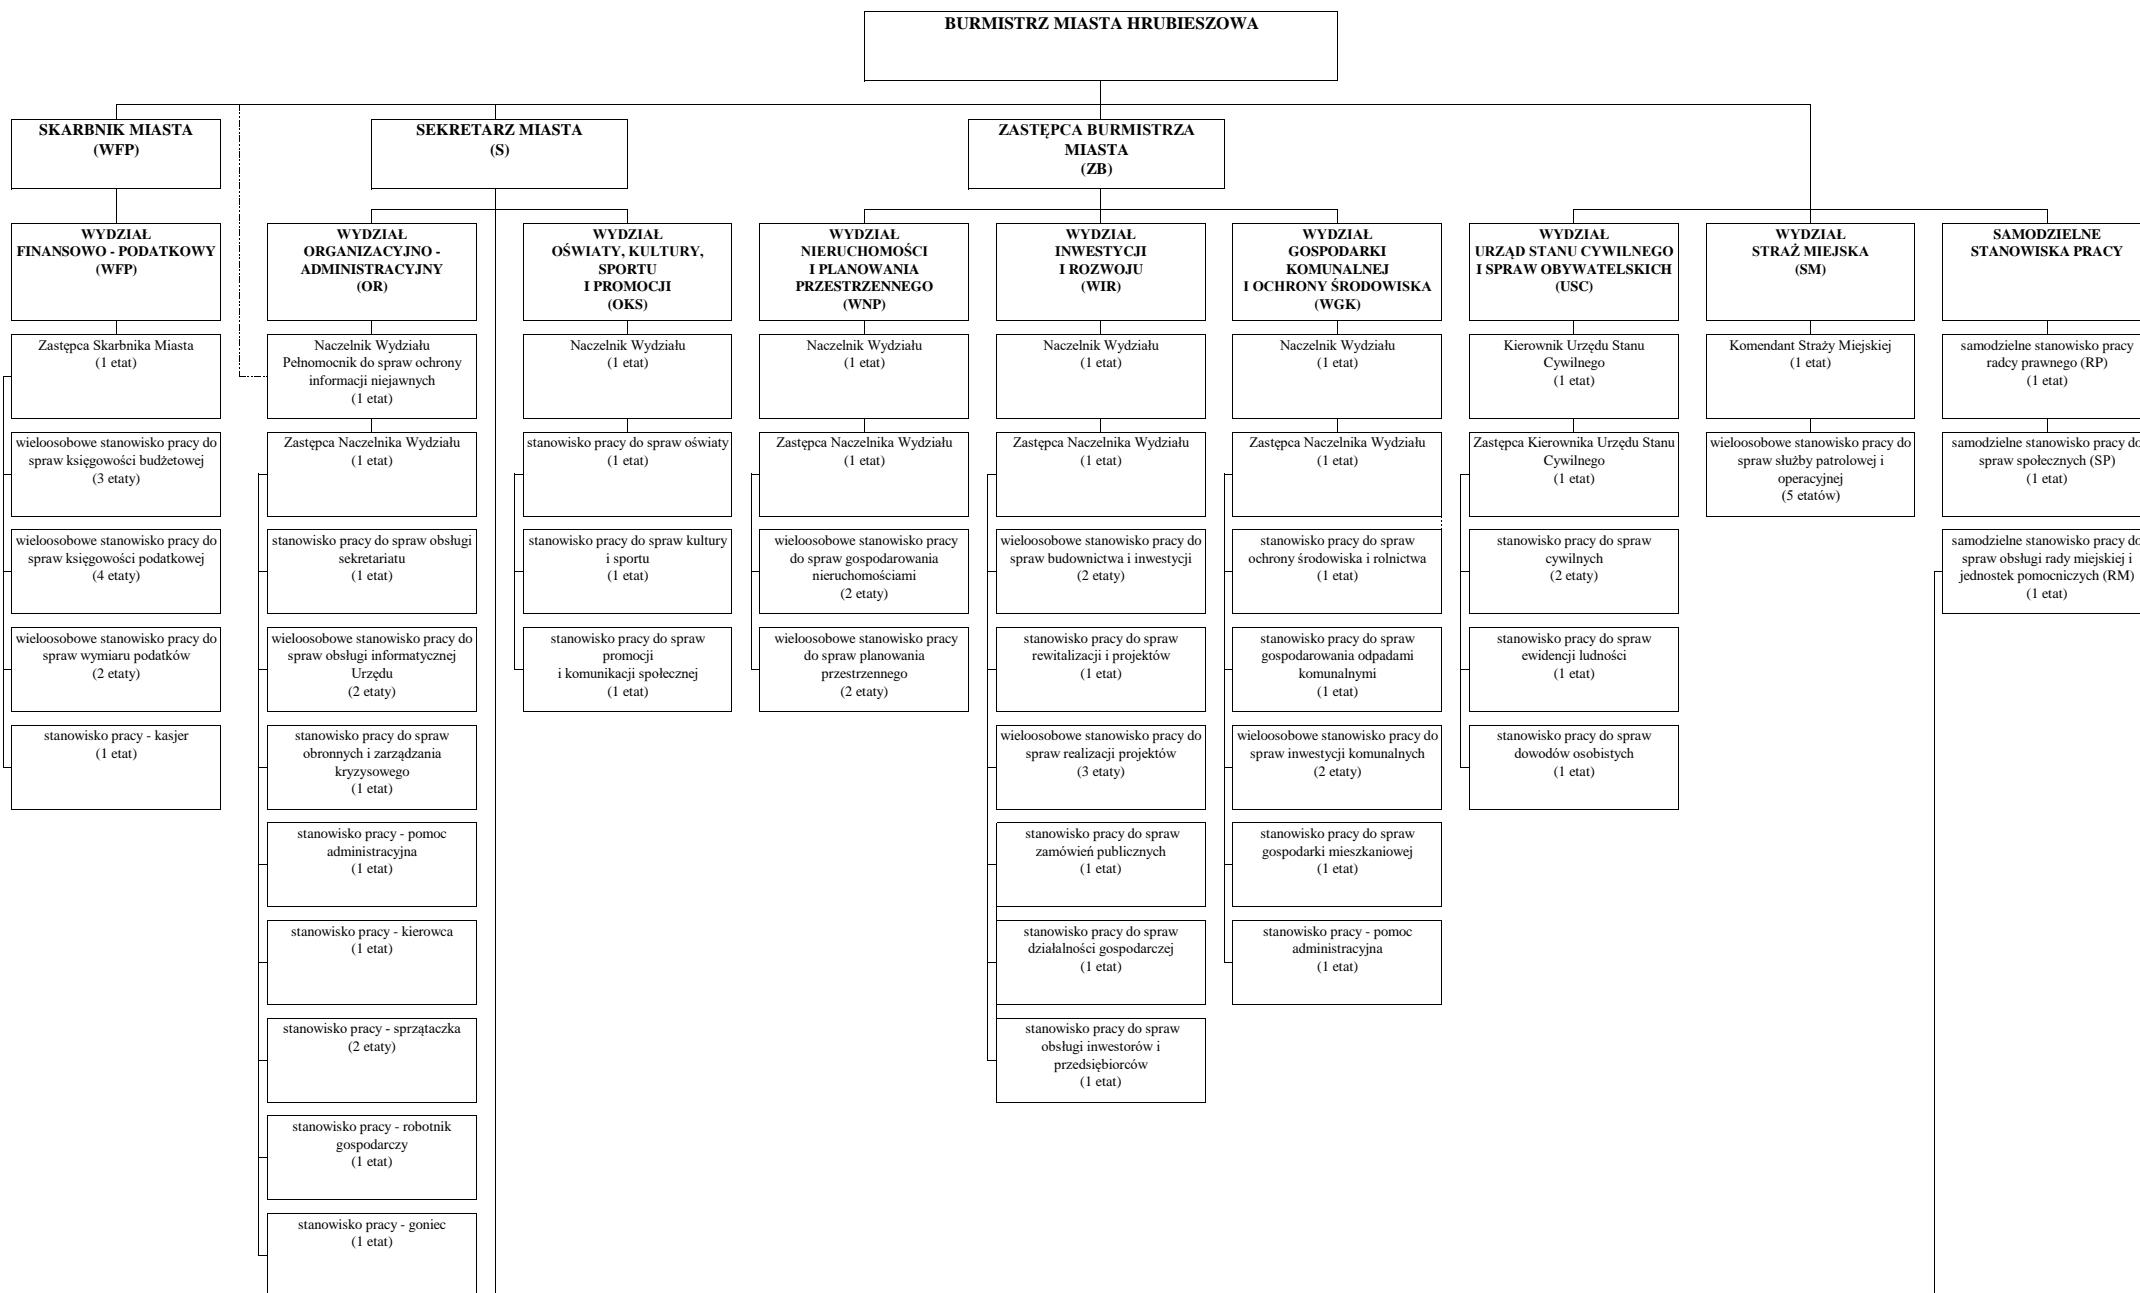 BURMISTRZ MIASTA HRUBIESZOWA
SKARBNIK MIASTA
(WFP)
SEKRETARZ MIASTA
(S)
ZASTĘPCA BURMISTRZA
MIASTA
(ZB)
WYDZIAŁ
FINANSOWO - PODATKOWY
(WFP)
WYDZIAŁ
ORGANIZACYJNO -
ADMINISTRACYJNY
(OR)
WYDZIAŁ
OŚWIATY, KULTURY,
SPORTU
I PROMOCJI
(OKS)
WYDZIAŁ
NIERUCHOMOŚCI
I PLANOWANIA
PRZESTRZENNEGO
(WNP)
WYDZIAŁ
INWESTYCJI
I ROZWOJU
(WIR)
WYDZIAŁ
GOSPODARKI
KOMUNALNEJ
I OCHRONY ŚRODOWISKA
(WGK)
WYDZIAŁ
URZĄD STANU CYWILNEGO
I SPRAW OBYWATELSKICH
(USC)
WYDZIAŁ
STRAŻ MIEJSKA
(SM)
SAMODZIELNE
STANOWISKA PRACY
Zastępca Skarbnika Miasta
(1 etat)
wieloosobowe stanowisko pracy do
spraw księgowości budżetowej
(3 etaty)
wieloosobowe stanowisko pracy do
spraw księgowości podatkowej
(4 etaty)
wieloosobowe stanowisko pracy do
spraw wymiaru podatków
(2 etaty)
stanowisko pracy - kasjer
(1 etat)
Naczelnik Wydziału
Pełnomocnik do spraw ochrony
informacji niejawnych
(1 etat)
Zastępca Naczelnika Wydziału
(1 etat)
stanowisko pracy do spraw obsługi
sekretariatu
(1 etat)
wieloosobowe stanowisko pracy do
spraw obsługi informatycznej
Urzędu
(2 etaty)
stanowisko pracy do spraw
obronnych i zarządzania
kryzysowego
(1 etat)
stanowisko pracy - pomoc
administracyjna
(1 etat)
stanowisko pracy - kierowca
(1 etat)
stanowisko pracy - sprzątaczka
(2 etaty)
stanowisko pracy - robotnik
gospodarczy
(1 etat)
stanowisko pracy - goniec
(1 etat)
Naczelnik Wydziału
(1 etat)
stanowisko pracy do spraw oświaty
(1 etat)
stanowisko pracy do spraw kultury
i sportu
(1 etat)
stanowisko pracy do spraw
promocji
i komunikacji społecznej
(1 etat)
Naczelnik Wydziału
(1 etat)
Zastępca Naczelnika Wydziału
(1 etat)
wieloosobowe stanowisko pracy
do spraw gospodarowania
nieruchomościami
(2 etaty)
wieloosobowe stanowisko pracy
do spraw planowania
przestrzennego
(2 etaty)
Naczelnik Wydziału
(1 etat)
Zastępca Naczelnika Wydziału
(1 etat)
wieloosobowe stanowisko pracy do
spraw budownictwa i inwestycji
(2 etaty)
stanowisko pracy do spraw
rewitalizacji i projektów
(1 etat)
wieloosobowe stanowisko pracy do
spraw realizacji projektów
(3 etaty)
stanowisko pracy do spraw
zamówień publicznych
(1 etat)
stanowisko pracy do spraw
działalności gospodarczej
(1 etat)
stanowisko pracy do spraw
obsługi inwestorów i
przedsiębiorców
(1 etat)
Naczelnik Wydziału
(1 etat)
Zastępca Naczelnika Wydziału
(1 etat)
stanowisko pracy do spraw
ochrony środowiska i rolnictwa
(1 etat)
stanowisko pracy do spraw
gospodarowania odpadami
komunalnymi
(1 etat)
wieloosobowe stanowisko pracy do
spraw inwestycji komunalnych
(2 etaty)
stanowisko pracy do spraw
gospodarki mieszkaniowej
(1 etat)
stanowisko pracy - pomoc
administracyjna
(1 etat)
Kierownik Urzędu Stanu
Cywilnego
(1 etat)
Zastępca Kierownika Urzędu Stanu
Cywilnego
(1 etat)
stanowisko pracy do spraw
cywilnych
(2 etaty)
stanowisko pracy do spraw
ewidencji ludności
(1 etat)
stanowisko pracy do spraw
dowodów osobistych
(1 etat)
Komendant Straży Miejskiej
(1 etat)
wieloosobowe stanowisko pracy do
spraw służby patrolowej i
operacyjnej
(5 etatów)
samodzielne stanowisko pracy
radcy prawnego (RP)
(1 etat)
samodzielne stanowisko pracy do
spraw społecznych (SP)
(1 etat)
samodzielne stanowisko pracy do
spraw obsługi rady miejskiej i
jednostek pomocniczych (RM)
(1 etat)